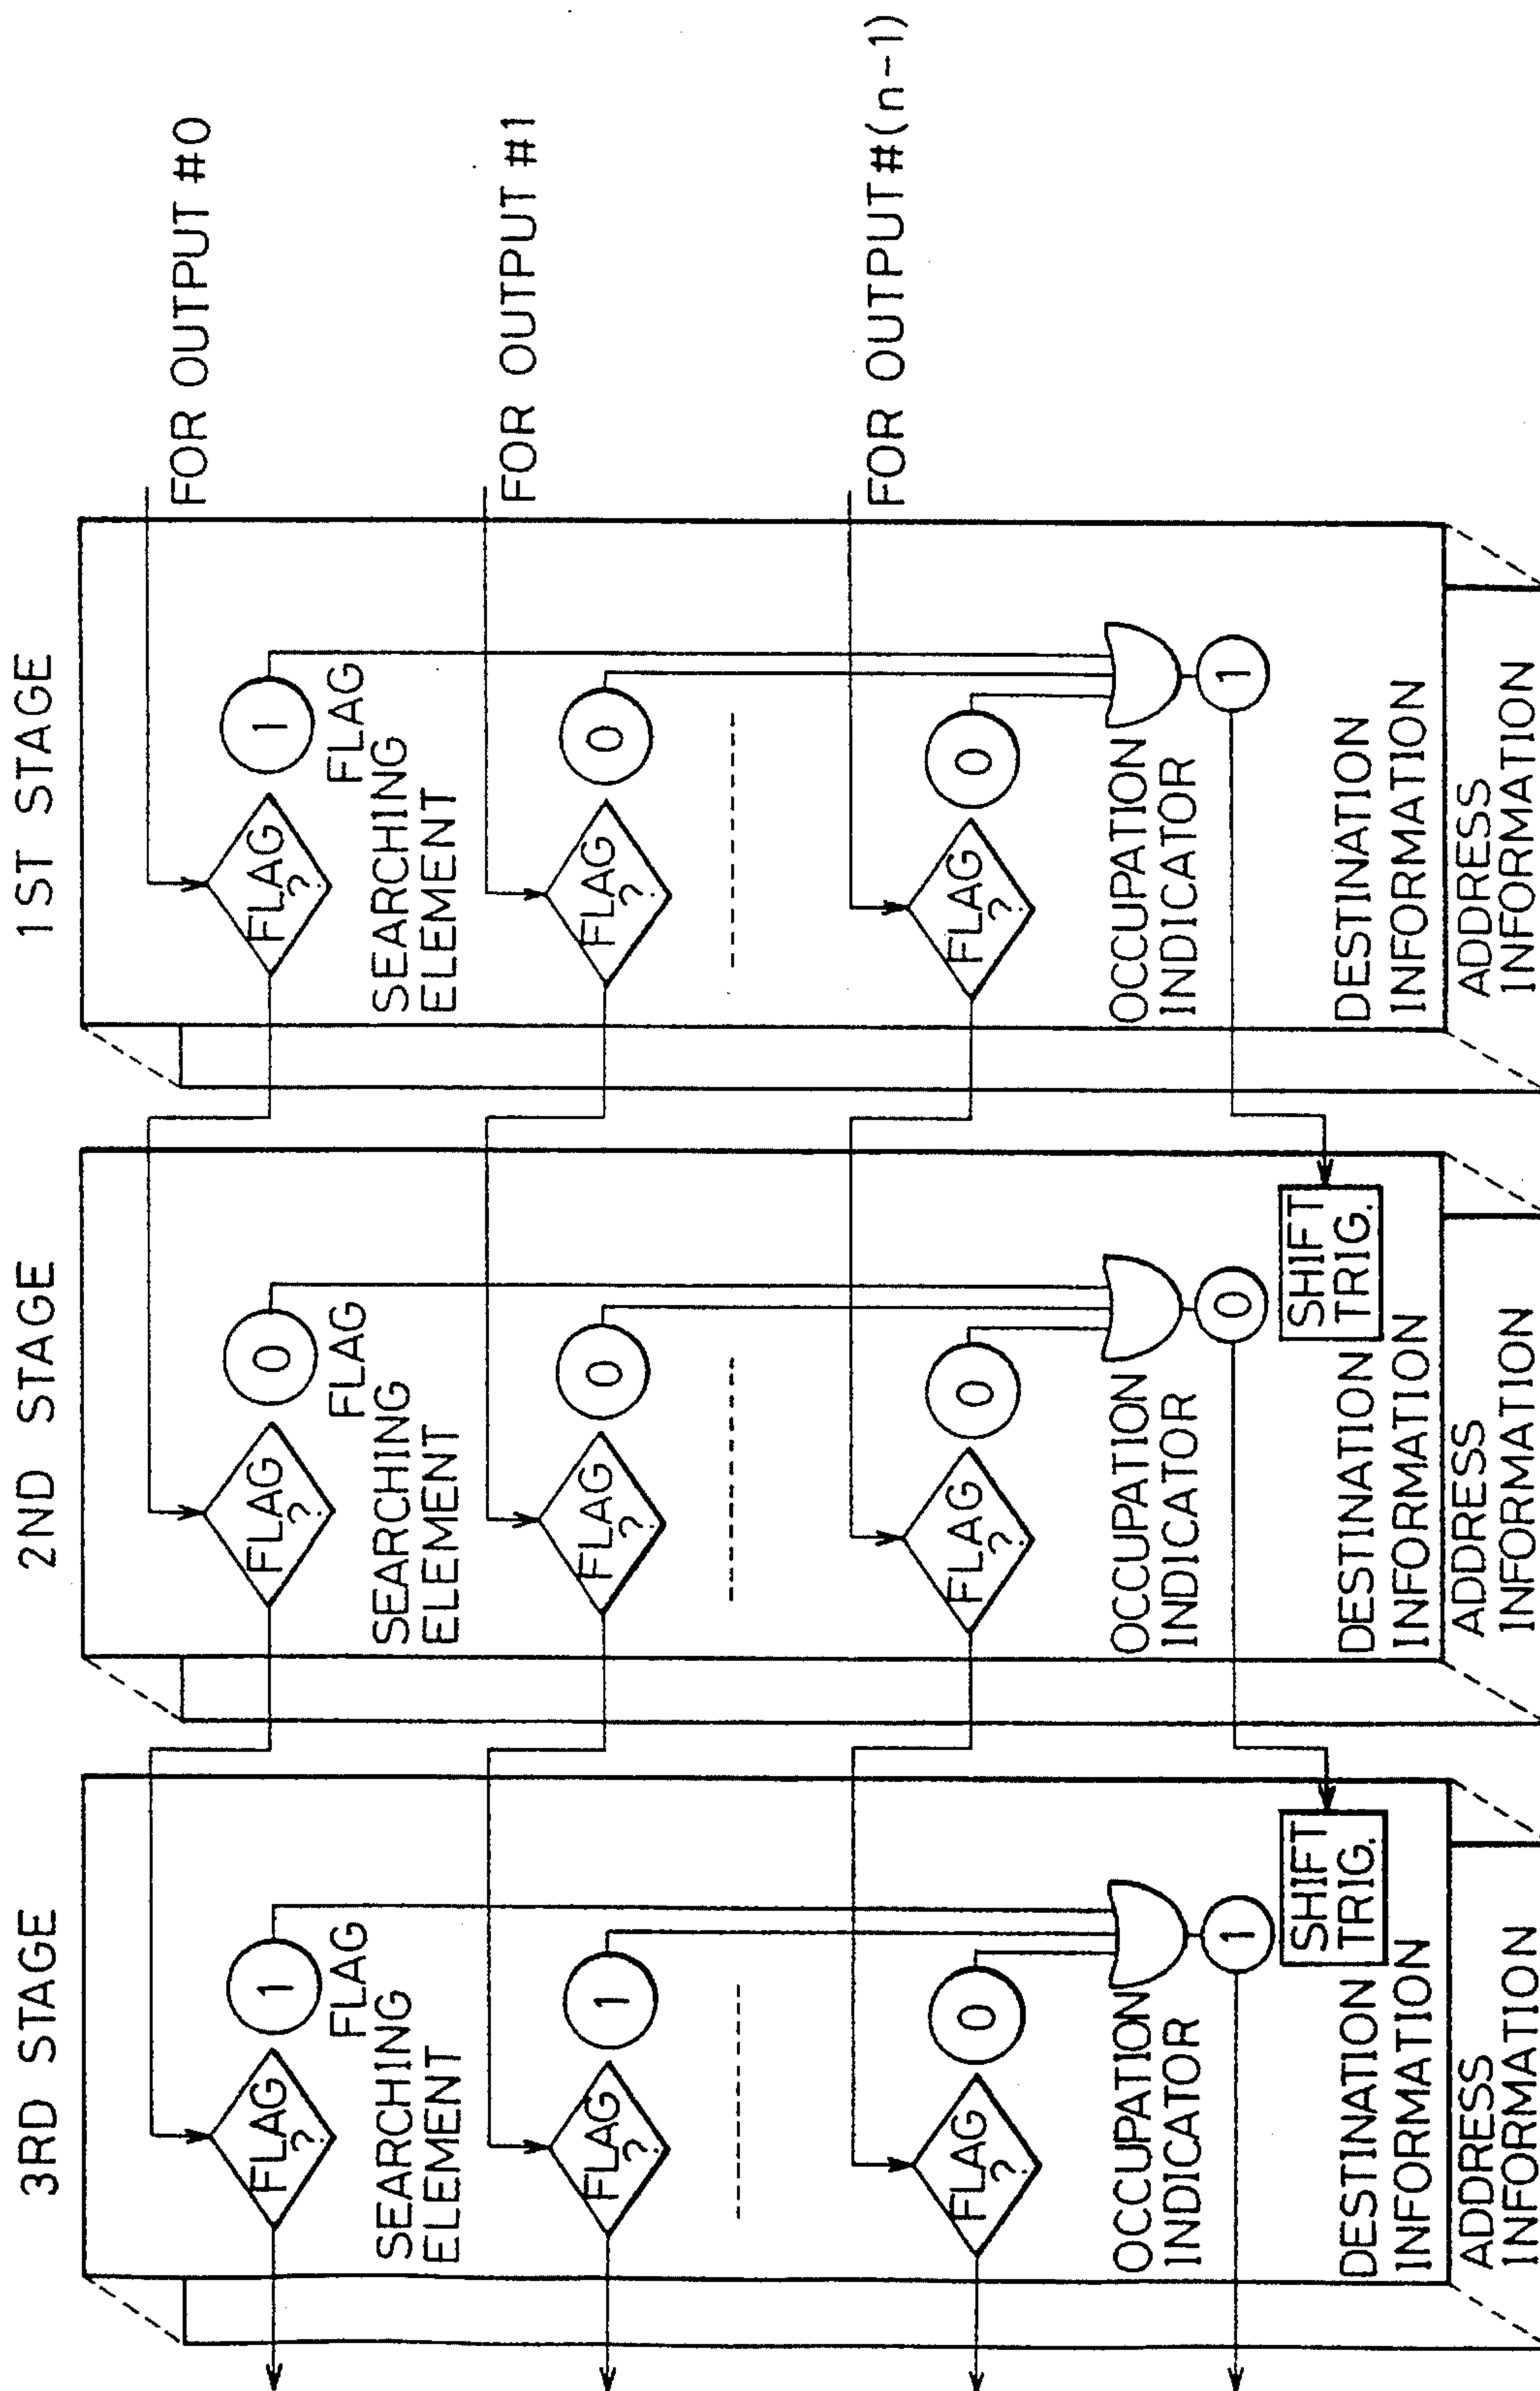 3RD STAGE
FLAG
?
1
FLAG
SEARCHING
ELEMENT
FLAG
?
1
FLAG
?
0
OCCUPATION
INDICATOR
1
SHIFT
TRIG.
DESTINATION
INFORMATION
ADDRESS
INFORMATION
2ND STAGE
FLAG
?
0
FLAG
SEARCHING
ELEMENT
FLAG
?
0
FLAG
?
0
OCCUPATION
INDICATOR
0
SHIFT
TRIG.
DESTINATION
INFORMATION
ADDRESS
INFORMATION
1ST STAGE
FLAG
?
1
FLAG
SEARCHING
ELEMENT
FLAG
?
0
FLAG
?
0
OCCUPATION
INDICATOR
1
DESTINATION
INFORMATION
ADDRESS
INFORMATION
FOR OUTPUT #0
FOR OUTPUT #1
FOR OUTPUT #(n-1)